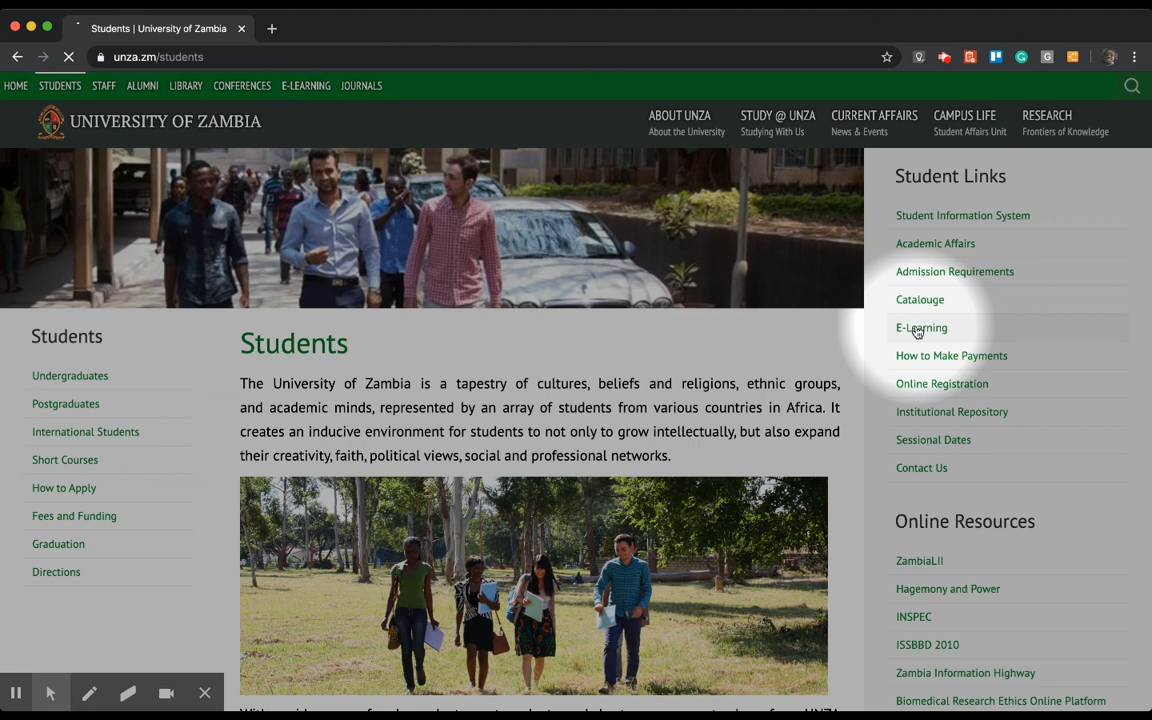 Students | University of Zambia
unza.zm/students
HOME STUDENTS STAFF ALUMNI LIBRARY CONFERENCES E-LEARNING JOURNALS
UNIVERSITY OF ZAMBIA
ABOUT UNZA
About the University
STUDY @ UNZA
Studying With Us
CURRENT AFFAIRS
News & Events
CAMPUS LIFE
Student Affairs Unit
RESEARCH
Frontiers of Knowledge
Students
Undergraduates
Postgraduates
International Students
Short Courses
How to Apply
Fees and Funding
Graduation
Directions
Students
The University of Zambia is a tapestry of cultures, beliefs and religions, ethnic groups,
and academic minds, represented by an array of students from various countries in Africa. It
creates an inducive environment for students to not only to grow intellectually, but also expand
their creativity, faith, political views, social and professional networks.
Student Links
Student Information System
Academic Affairs
Admission Requirements
Catalouge
E-Learning
How to Make Payments
Online Registration
Institutional Repository
Sessional Dates
Contact Us
Online Resources
ZambiaLII
Hagemony and Power
INSPEC
ISSBBD 2010
Zambia Information Highway
Biomedical Research Ethics Online Platform